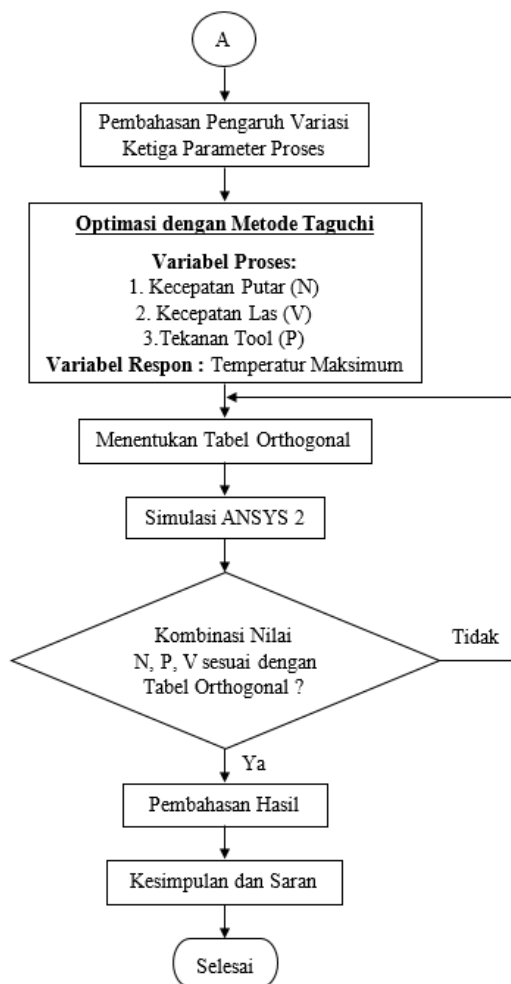 A
Pembahasan Pengaruh Variasi
Ketiga Parameter Proses
Optimasi dengan Metode Taguchi
Variabel Proses:
1. Kecepatan Putar (N)
2. Kecepatan Las (V)
3.Tekanan Tool (P)
Variabel Respon : Temperatur Maksimum
Menentukan Tabel Orthogonal
Simulasi ANSYS 2
Kombinasi Nilai
N, P, V sesuai dengan
Tabel Orthogonal ?
Tidak
Ya
Pembahasan Hasil
Kesimpulan dan Saran
Selesai